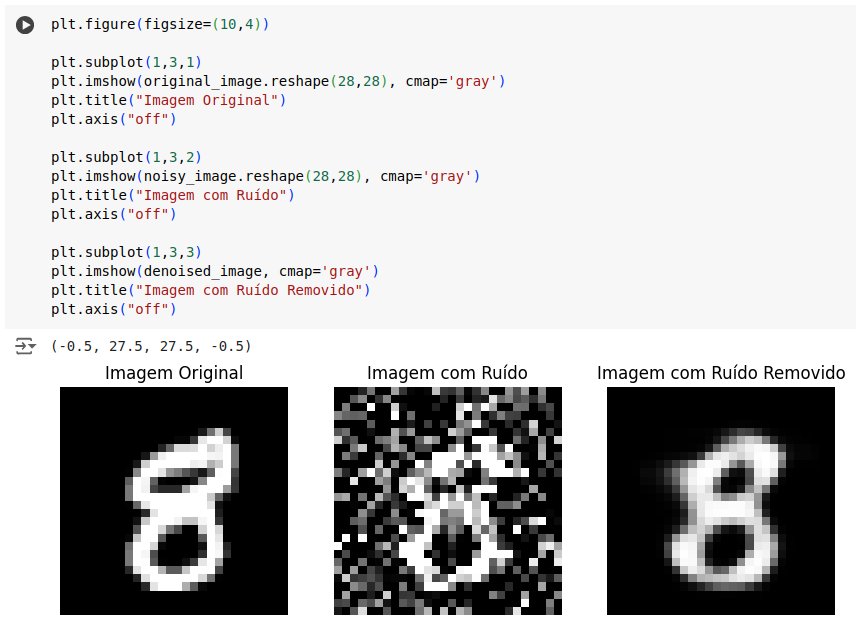 plt.figure(figsize=(10,4))
plt.subplot(1,3,1)
plt.imshow(original_image.reshape(28,28), cmap='gray')
plt.title("Imagem Original")
plt.axis("off")
plt.subplot(1,3,2)
plt.imshow(noisy_image.reshape(28,28), cmap='gray')
plt.title("Imagem com Ruído")
plt.axis("off")
plt.subplot(1,3,3)
plt.imshow(denoised_image, cmap='gray')
plt.title("Imagem com Ruído Removido")
plt.axis("off")
(-0.5, 27.5, 27.5, -0.5)
Imagem Original
Imagem com Ruído
Imagem com Ruído Removido
8
8
8